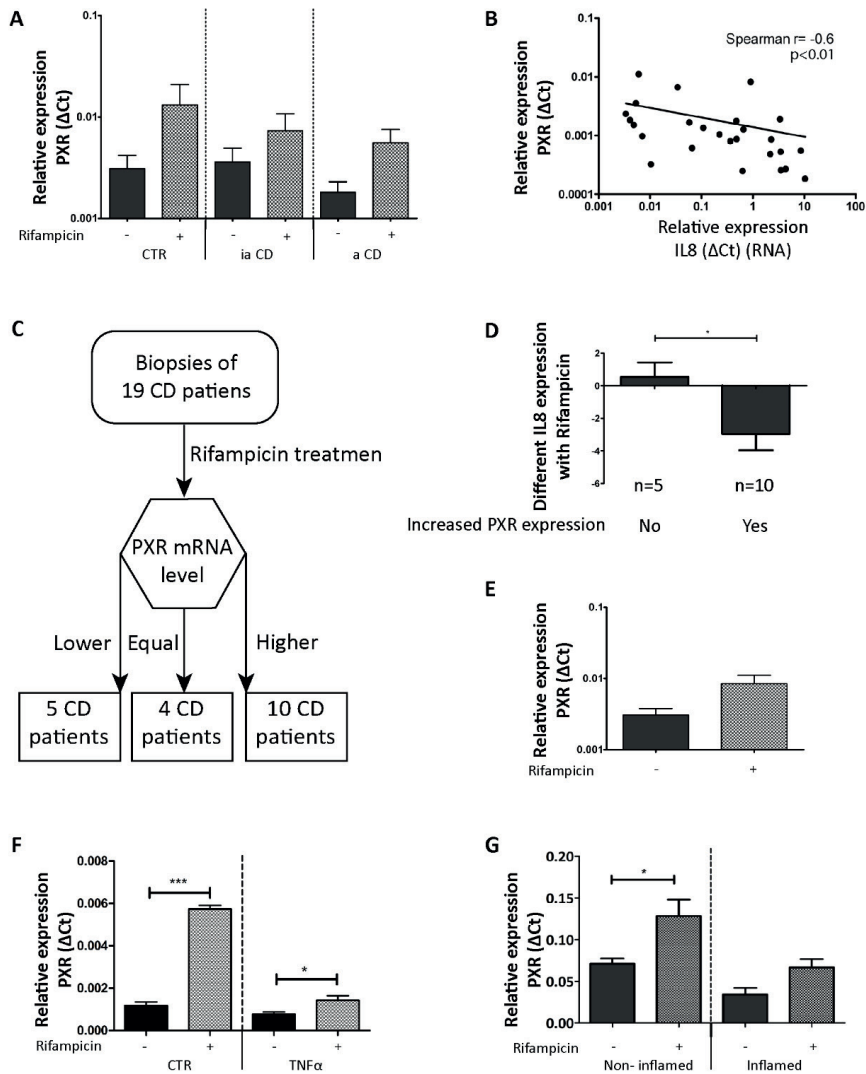 A
Relative expression
PXR (ΔCt)
0.1
0.01
0.001
Rifampicin - + - + - +
CTR ia CD a CD
B
Relative expression
PXR (ΔCt)
0.1
0.01
0.001
0.0001
Spearman r= -0.6
p<0.01
0.001 0.01 0.1 1 10 100
Relative expression
IL8 (ΔCt) (RNA)
C
Biopsies of
19 CD patiens
Rifampicin treatmen
PXR mRNA
level
Lower Equal Higher
5 CD
patients
4 CD
patients
10 CD
patients
D
Different IL8 expression
with Rifampicin
2
0
-2
-4
-6
*
n=5 n=10
Increased PXR expression No Yes
E
Relative expression
PXR (ΔCt)
0.1
0.01
0.001
Rifampicin - +
F
Relative expression
PXR (ΔCt)
0.008
0.006
0.004
0.002
0.000
***
*
Rifampicin - + - +
CTR TNFα
G
Relative expression
PXR (ΔCt)
0.20
0.15
0.10
0.05
0.00
*
Rifampicin - + - +
Non- inflamed Inflamed